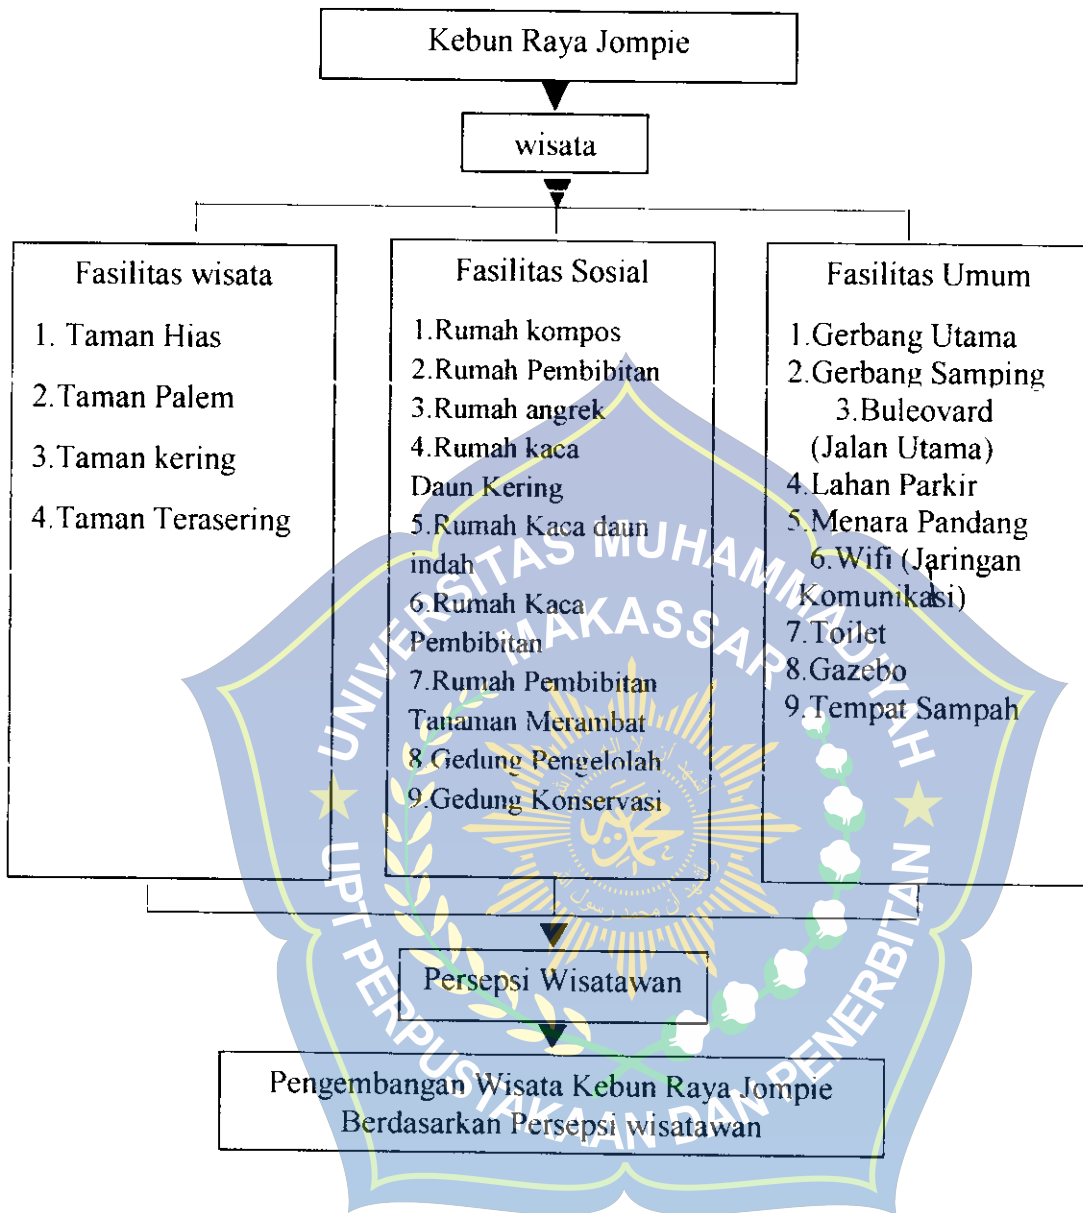 Kebun Raya Jompie
wisata
Fasilitas wisata
1. Taman Hias
2.Taman Palem
3.Taman kering
4.Taman Terasering
Fasilitas Sosial
1.Rumah kompos
2.Rumah Pembibitan
3.Rumah angrek
4.Rumah kaca
Daun Kering
5.Rumah Kaca daun
indah
6.Rumah Kaca
Pembibitan
7.Rumah Pembibitan
Tanaman Merambat
8 Gedung Pengelolah
9.Gedung Konservasi
Fasilitas Umum
1.Gerbang Utama
2.Gerbang Samping
3.Buleovard
(Jalan Utama)
4.Lahan Parkir
5.Menara Pandang
6.Wifi (Jaringan
Komunikasi)
7.Toilet
8.Gazebo
9.Tempat Sampah
Persepsi Wisatawan
Pengembangan Wisata Kebun Raya Jompie
Berdasarkan Persepsi wisatawan
UNIVERSITAS MUHAMMADIYAH
MAKASSAR
UPT PERPUSTAKAAN DAN PENERBITAN